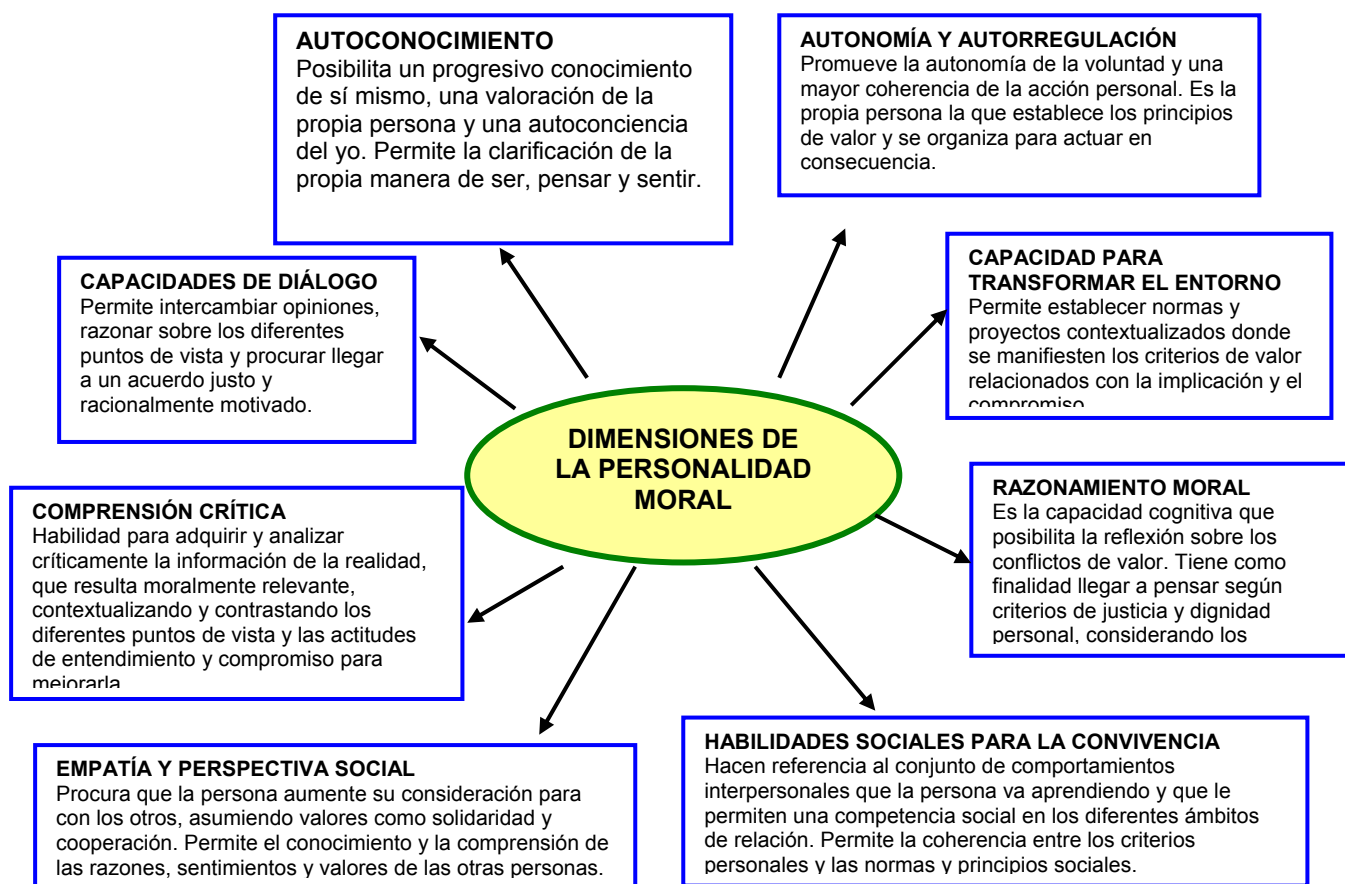 AUTOCONOCIMIENTO
Posibilita un progresivo conocimiento
de sí mismo, una valoración de la
propia persona y una autoconciencia
del yo. Permite la clarificación de la
propia manera de ser, pensar y sentir.
AUTONOMÍA Y AUTORREGULACIÓN
Promueve la autonomía de la voluntad y una
mayor coherencia de la acción personal. Es la
propia persona la que establece los principios
de valor y se organiza para actuar en
consecuencia.
CAPACIDADES DE DIÁLOGO
Permite intercambiar opiniones,
razonar sobre los diferentes
puntos de vista y procurar llegar
a un acuerdo justo y
racionalmente motivado.
CAPACIDAD PARA
TRANSFORMAR EL ENTORNO
Permite establecer normas y
proyectos contextualizados donde
se manifiesten los criterios de valor
relacionados con la implicación y el
compromiso
DIMENSIONES DE
LA PERSONALIDAD
MORAL
COMPRENSIÓN CRÍTICA
Habilidad para adquirir y analizar
críticamente la información de la realidad,
que resulta moralmente relevante,
contextualizando y contrastando los
diferentes puntos de vista y las actitudes
de entendimiento y compromiso para
mejorarla
RAZONAMIENTO MORAL
Es la capacidad cognitiva que
posibilita la reflexión sobre los
conflictos de valor. Tiene como
finalidad llegar a pensar según
criterios de justicia y dignidad
personal, considerando los
EMPATÍA Y PERSPECTIVA SOCIAL
Procura que la persona aumente su consideración para
con los otros, asumiendo valores como solidaridad y
cooperación. Permite el conocimiento y la comprensión de
las razones, sentimientos y valores de las otras personas.
HABILIDADES SOCIALES PARA LA CONVIVENCIA
Hacen referencia al conjunto de comportamientos
interpersonales que la persona va aprendiendo y que le
permiten una competencia social en los diferentes ámbitos
de relación. Permite la coherencia entre los criterios
personales y las normas y principios sociales.